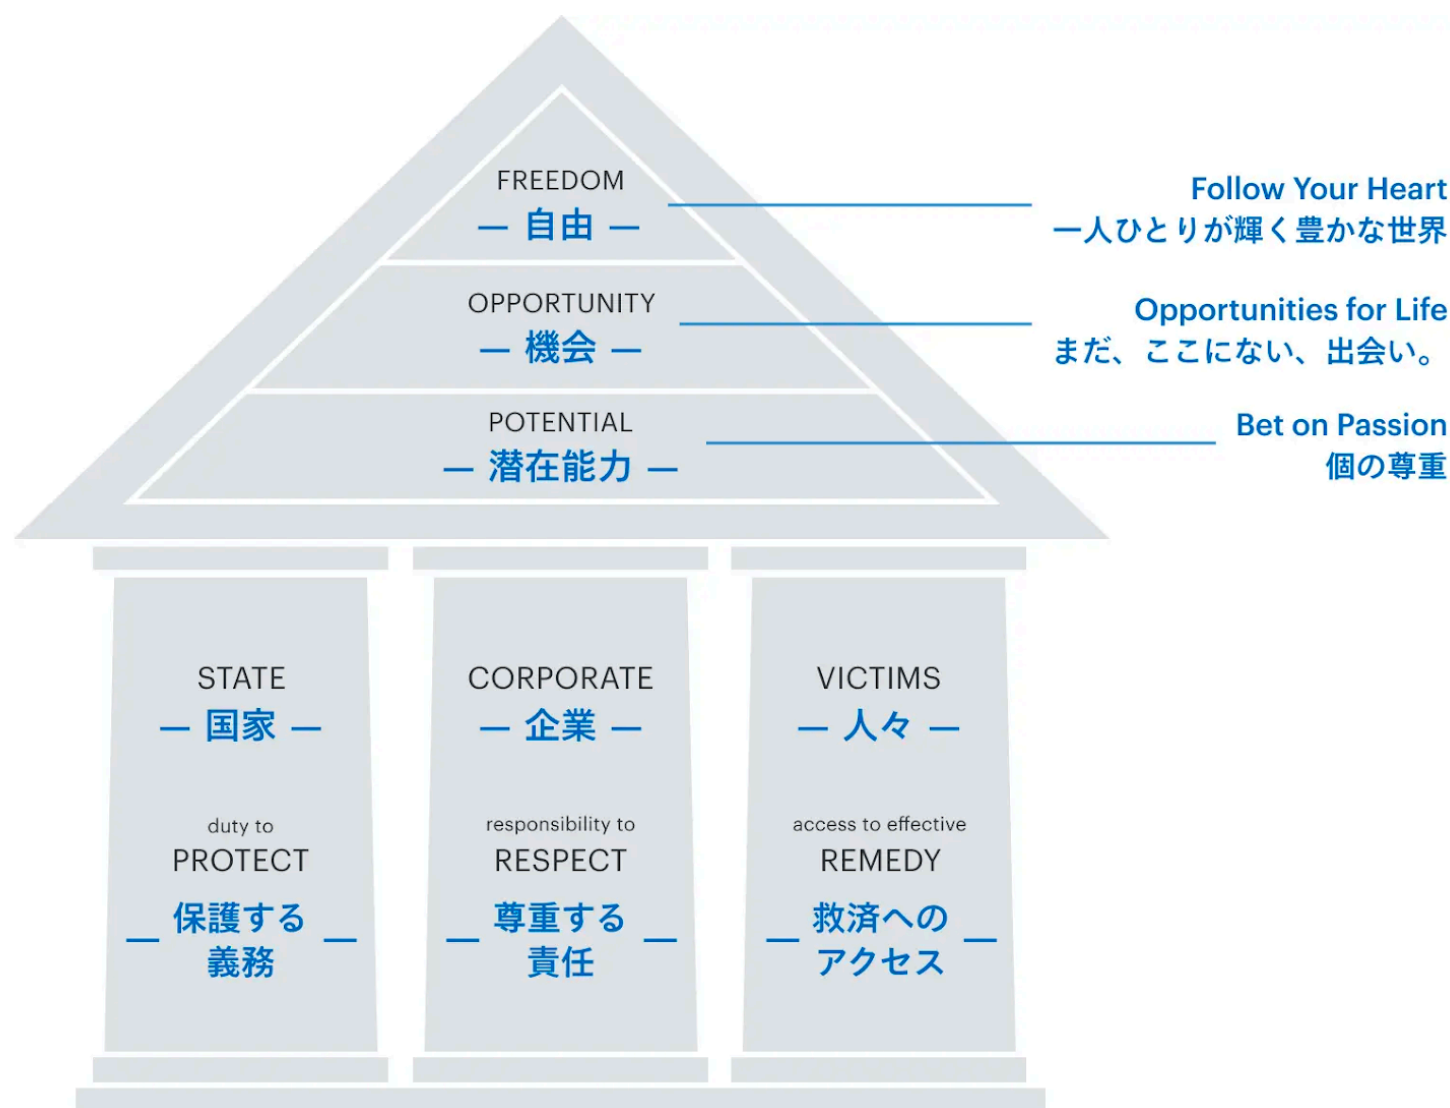 FREEDOM
— 自由 —
Follow Your Heart
一人ひとりが輝く豊かな世界
OPPORTUNITY
— 機会 —
Opportunities for Life
まだ、ここにない、出会い。
POTENTIAL
— 潜在能力 —
Bet on Passion
個の尊重
STATE
— 国家 —
duty to
PROTECT
— 保護する
義務 —
CORPORATE
— 企業 —
responsibility to
RESPECT
— 尊重する
責任 —
VICTIMS
— 人々 —
access to effective
REMEDY
— 救済への
アクセス —